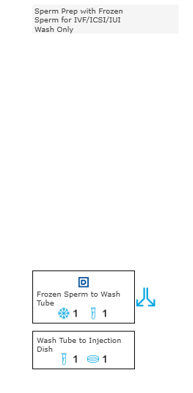 Sperm Prep with Frozen
Sperm for IVF/ICSI/IUI
Wash Only
D
Frozen Sperm to Wash
Tube
1 1
Wash Tube to Injection
Dish
1 1